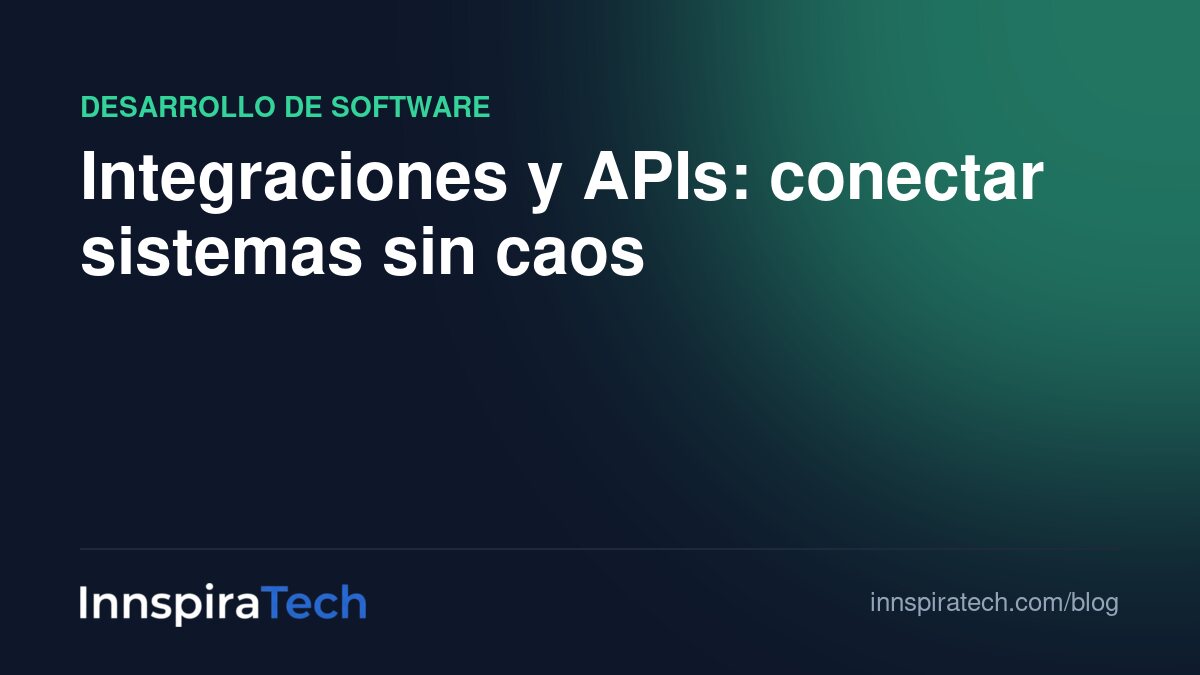 DESARROLLO DE SOFTWARE
Integraciones y APIs: conectar
sistemas sin caos
InnspiraTech
innspiratech.com/blog